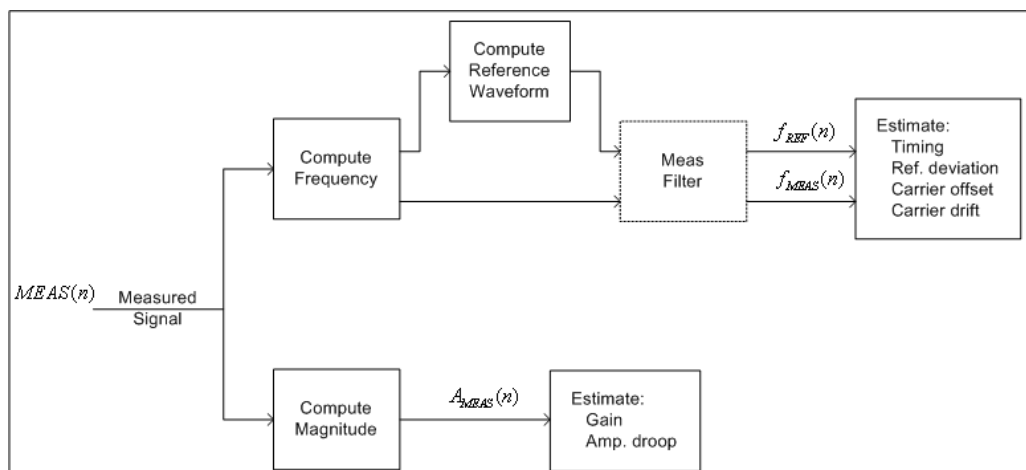 Compute
Reference
Waveform
Compute
Frequency
Meas
Filter
f_REF(n)
f_MEAS(n)
Estimate:
Timing
Ref. deviation
Carrier offset
Carrier drift
MEAS(n)
Measured
Signal
Compute
Magnitude
A_MEAS(n)
Estimate:
Gain
Amp. droop